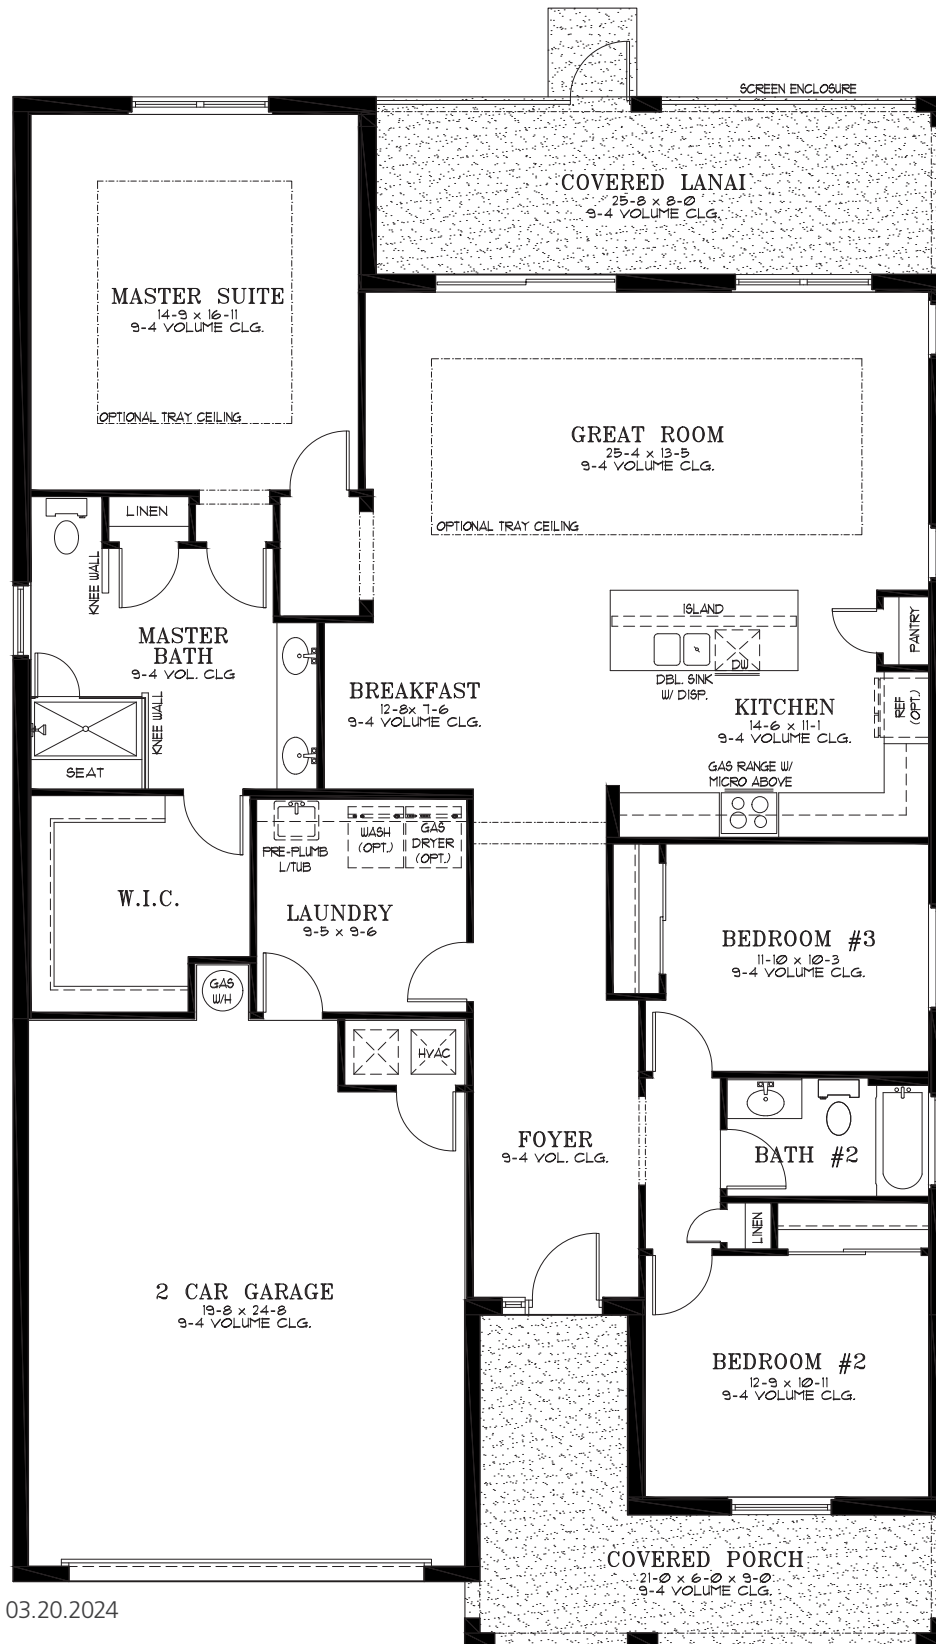 SCREEN ENCLOSURE
COVERED LANAI
25-8 x 8-0
9-4 VOLUME CLG.
MASTER SUITE
14-9 x 16-11
9-4 VOLUME CLG.
OPTIONAL TRAY CEILING
GREAT ROOM
25-4 x 13-5
9-4 VOLUME CLG.
OPTIONAL TRAY CEILING
LINEN
KNEE WALL
MASTER
BATH
9-4 VOL. CLG
KNEE WALL
SEAT
ISLAND
DW
DBL. SINK
W/ DISP.
PANTRY
BREAKFAST
12-8x 7-6
9-4 VOLUME CLG.
KITCHEN
14-6 x 11-1
9-4 VOLUME CLG.
REF
(OPT.)
GAS RANGE W/
MICRO ABOVE
PRE-PLUMB
L/TUB
WASH
(OPT.)
GAS
DRYER
(OPT.)
W.I.C.
LAUNDRY
9-5 x 9-6
BEDROOM #3
11-10 x 10-3
9-4 VOLUME CLG.
GAS
W/H
HVAC
FOYER
9-4 VOL. CLG.
BATH #2
LINEN
2 CAR GARAGE
19-8 x 24-8
9-4 VOLUME CLG.
BEDROOM #2
12-9 x 10-11
9-4 VOLUME CLG.
COVERED PORCH
21-0 x 6-0 x 9-0
9-4 VOLUME CLG.
03.20.2024